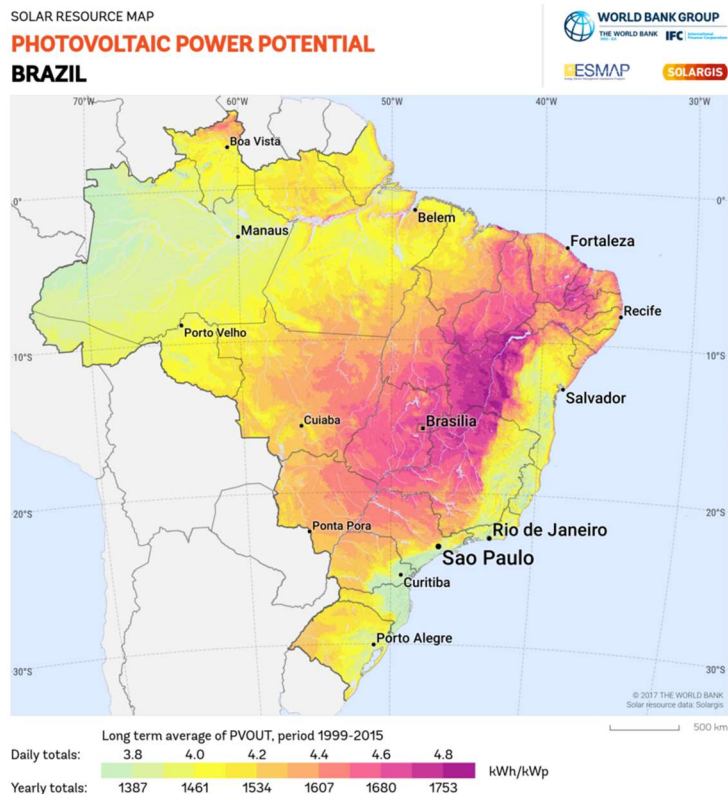 SOLAR RESOURCE MAP
PHOTOVOLTAIC POWER POTENTIAL
BRAZIL
WORLD BANK GROUP
THE WORLD BANK IFC International Finance Corporation
ESMAP
SOLARGIS
70°W 60°W 50°W 40°W 30°W
Boa Vista
0° 0°
Belem
Manaus
Fortaleza
Recife
Porto Velho
10°S 10°S
Salvador
Cuiaba
Brasilia
20°S 20°S
Ponta Pora
Rio de Janeiro
Sao Paulo
Curitiba
Porto Alegre
30°S 30°S
© 2017 THE WORLD BANK
Solar resource data: Solargis
500 km
Long term average of PVOUT, period 1999-2015
Daily totals: 3.8 4.0 4.2 4.4 4.6 4.8
kWh/kWp
Yearly totals: 1387 1461 1534 1607 1680 1753